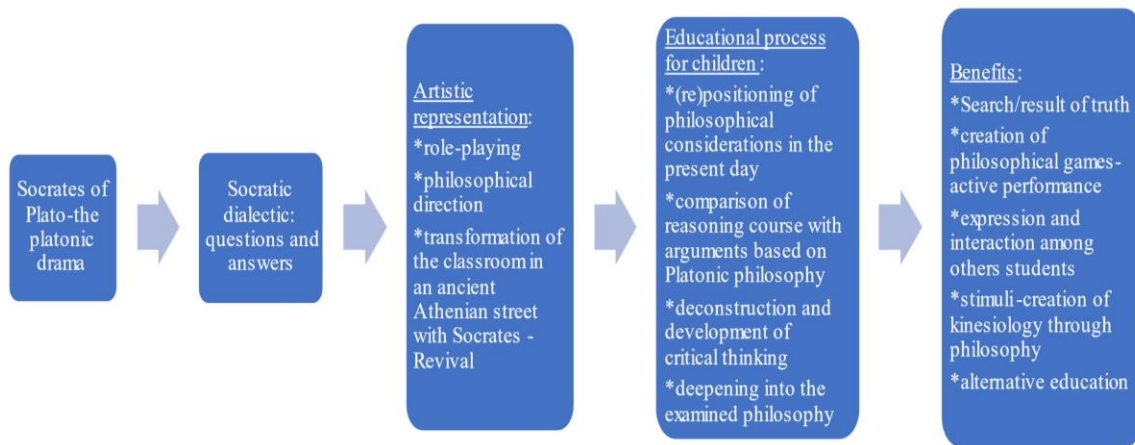 Socrates of
Plato-the
platonic
drama
Socratic
dialectic:
questions and
answers
Artistic
representation:
*role-playing
*philosophical
direction
*transformation of
the classroom in
an ancient
Athenian street
with Socrates -
Revival
Educational process
for children :
*(re)positioning of
philosophical
considerations in the
present day
*comparison of
reasoning course with
arguments based on
Platonic philosophy
*deconstruction and
development of
critical thinking
*deepening into the
examined philosophy
Benefits :
*Search/result of truth
*creation of
philosophical games-
active performance
*expression and
interaction among
others students
*stimuli-creation of
kinesiology through
philosophy
*alternative education